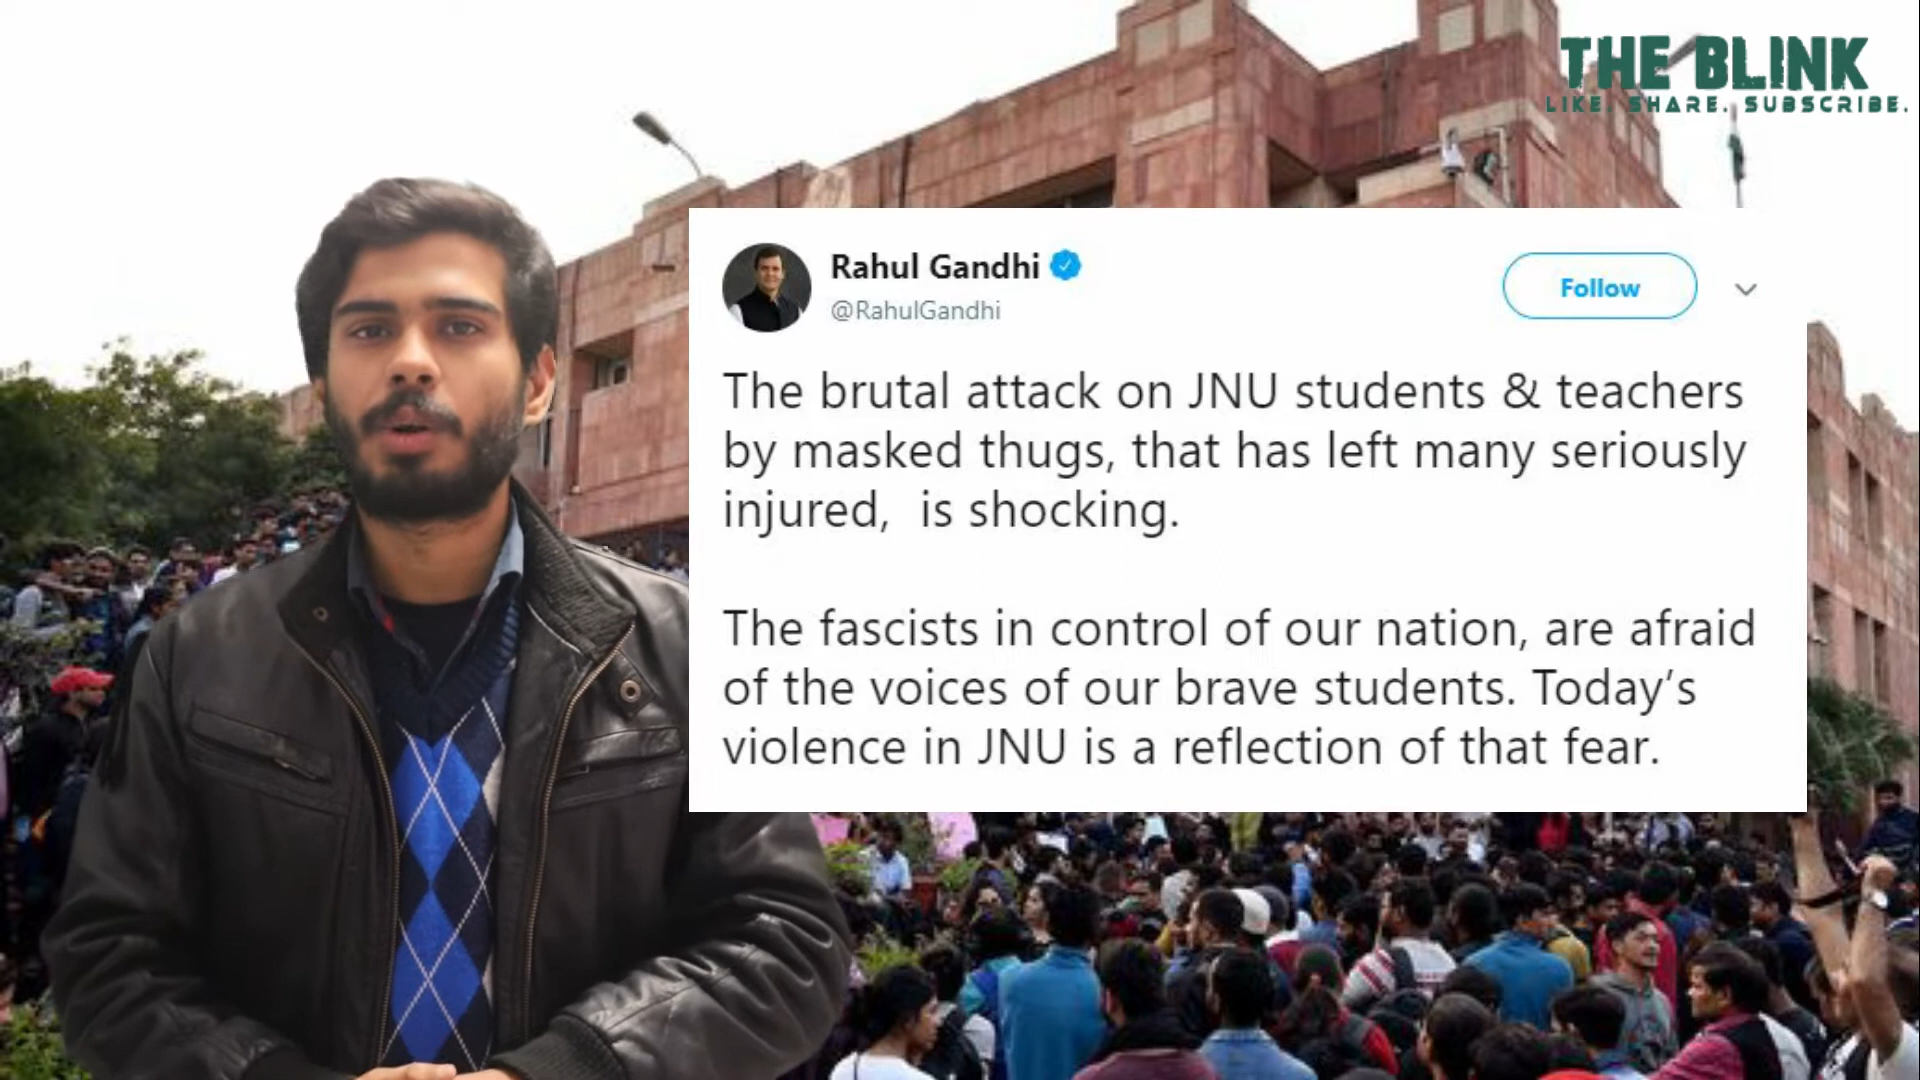 THE BLINK
LIKE. SHARE. SUBSCRIBE.
Rahul Gandhi
@RahulGandhi
Follow
The brutal attack on JNU students & teachers
by masked thugs, that has left many seriously
injured,  is shocking.
The fascists in control of our nation, are afraid
of the voices of our brave students. Today’s
violence in JNU is a reflection of that fear.